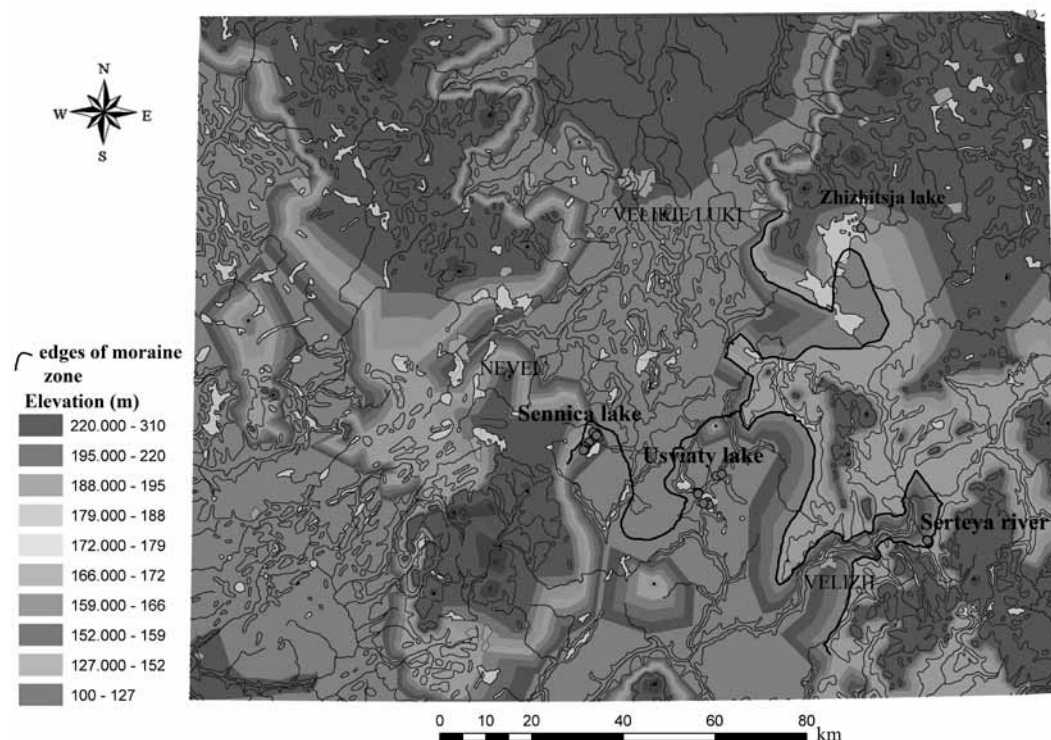 N
W E
S
Zhizhitsja lake
VELIKIE LUKI
edges of moraine
zone
NEVEL'
Elevation (m)
Sennica lake
220.000 - 310
195.000 - 220
Usviaty lake
188.000 - 195
179.000 - 188
172.000 - 179
Serteya river
166.000 - 172
159.000 - 166
VELIZH
152.000 - 159
127.000 - 152
100 - 127
0 10 20 40 60 80
km